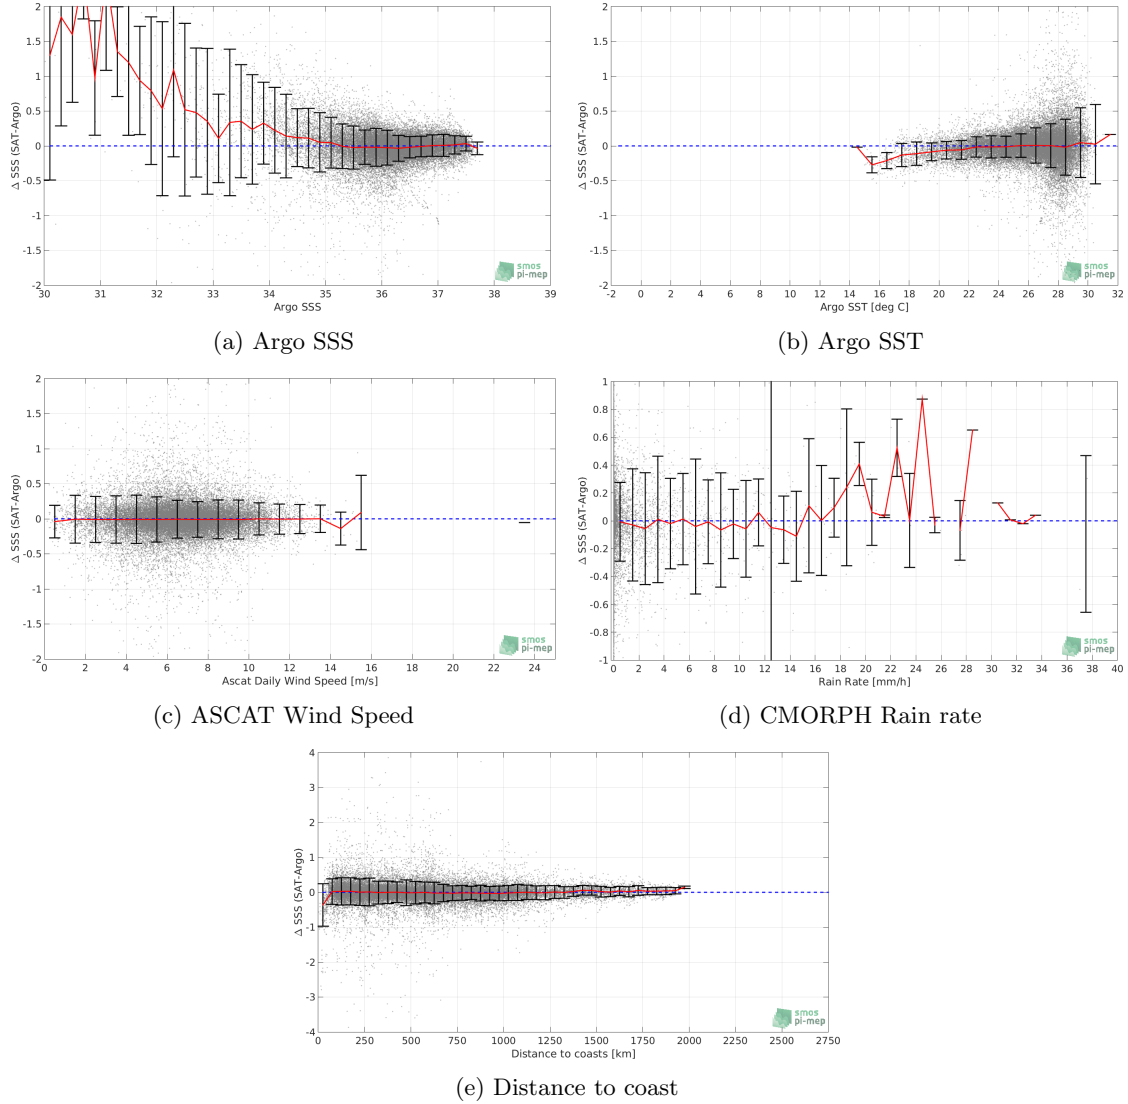 2
1.5
1
0.5
0
-0.5
-1
-1.5
-2
Δ SSS (SAT-Argo)
30 31 32 33 34 35 36 37 38 39
Argo SSS
smos
pi-mep
(a) Argo SSS
2
1.5
1
0.5
0
-0.5
-1
-1.5
-2
Δ SSS (SAT-Argo)
-2 0 2 4 6 8 10 12 14 16 18 20 22 24 26 28 30 32
Argo SST [deg C]
smos
pi-mep
(b) Argo SST
2
1.5
1
0.5
0
-0.5
-1
-1.5
-2
Δ SSS (SAT-Argo)
0 2 4 6 8 10 12 14 16 18 20 22 24
Ascat Daily Wind Speed [m/s]
smos
pi-mep
(c) ASCAT Wind Speed
1
0.8
0.6
0.4
0.2
0
-0.2
-0.4
-0.6
-0.8
-1
Δ SSS (SAT-Argo)
0 2 4 6 8 10 12 14 16 18 20 22 24 26 28 30 32 34 36 38 40
Rain Rate [mm/h]
smos
pi-mep
(d) CMORPH Rain rate
4
3
2
1
0
-1
-2
-3
-4
Δ SSS (SAT-Argo)
0 250 500 750 1000 1250 1500 1750 2000 2250 2500 2750
Distance to coasts [km]
smos
pi-mep
(e) Distance to coast